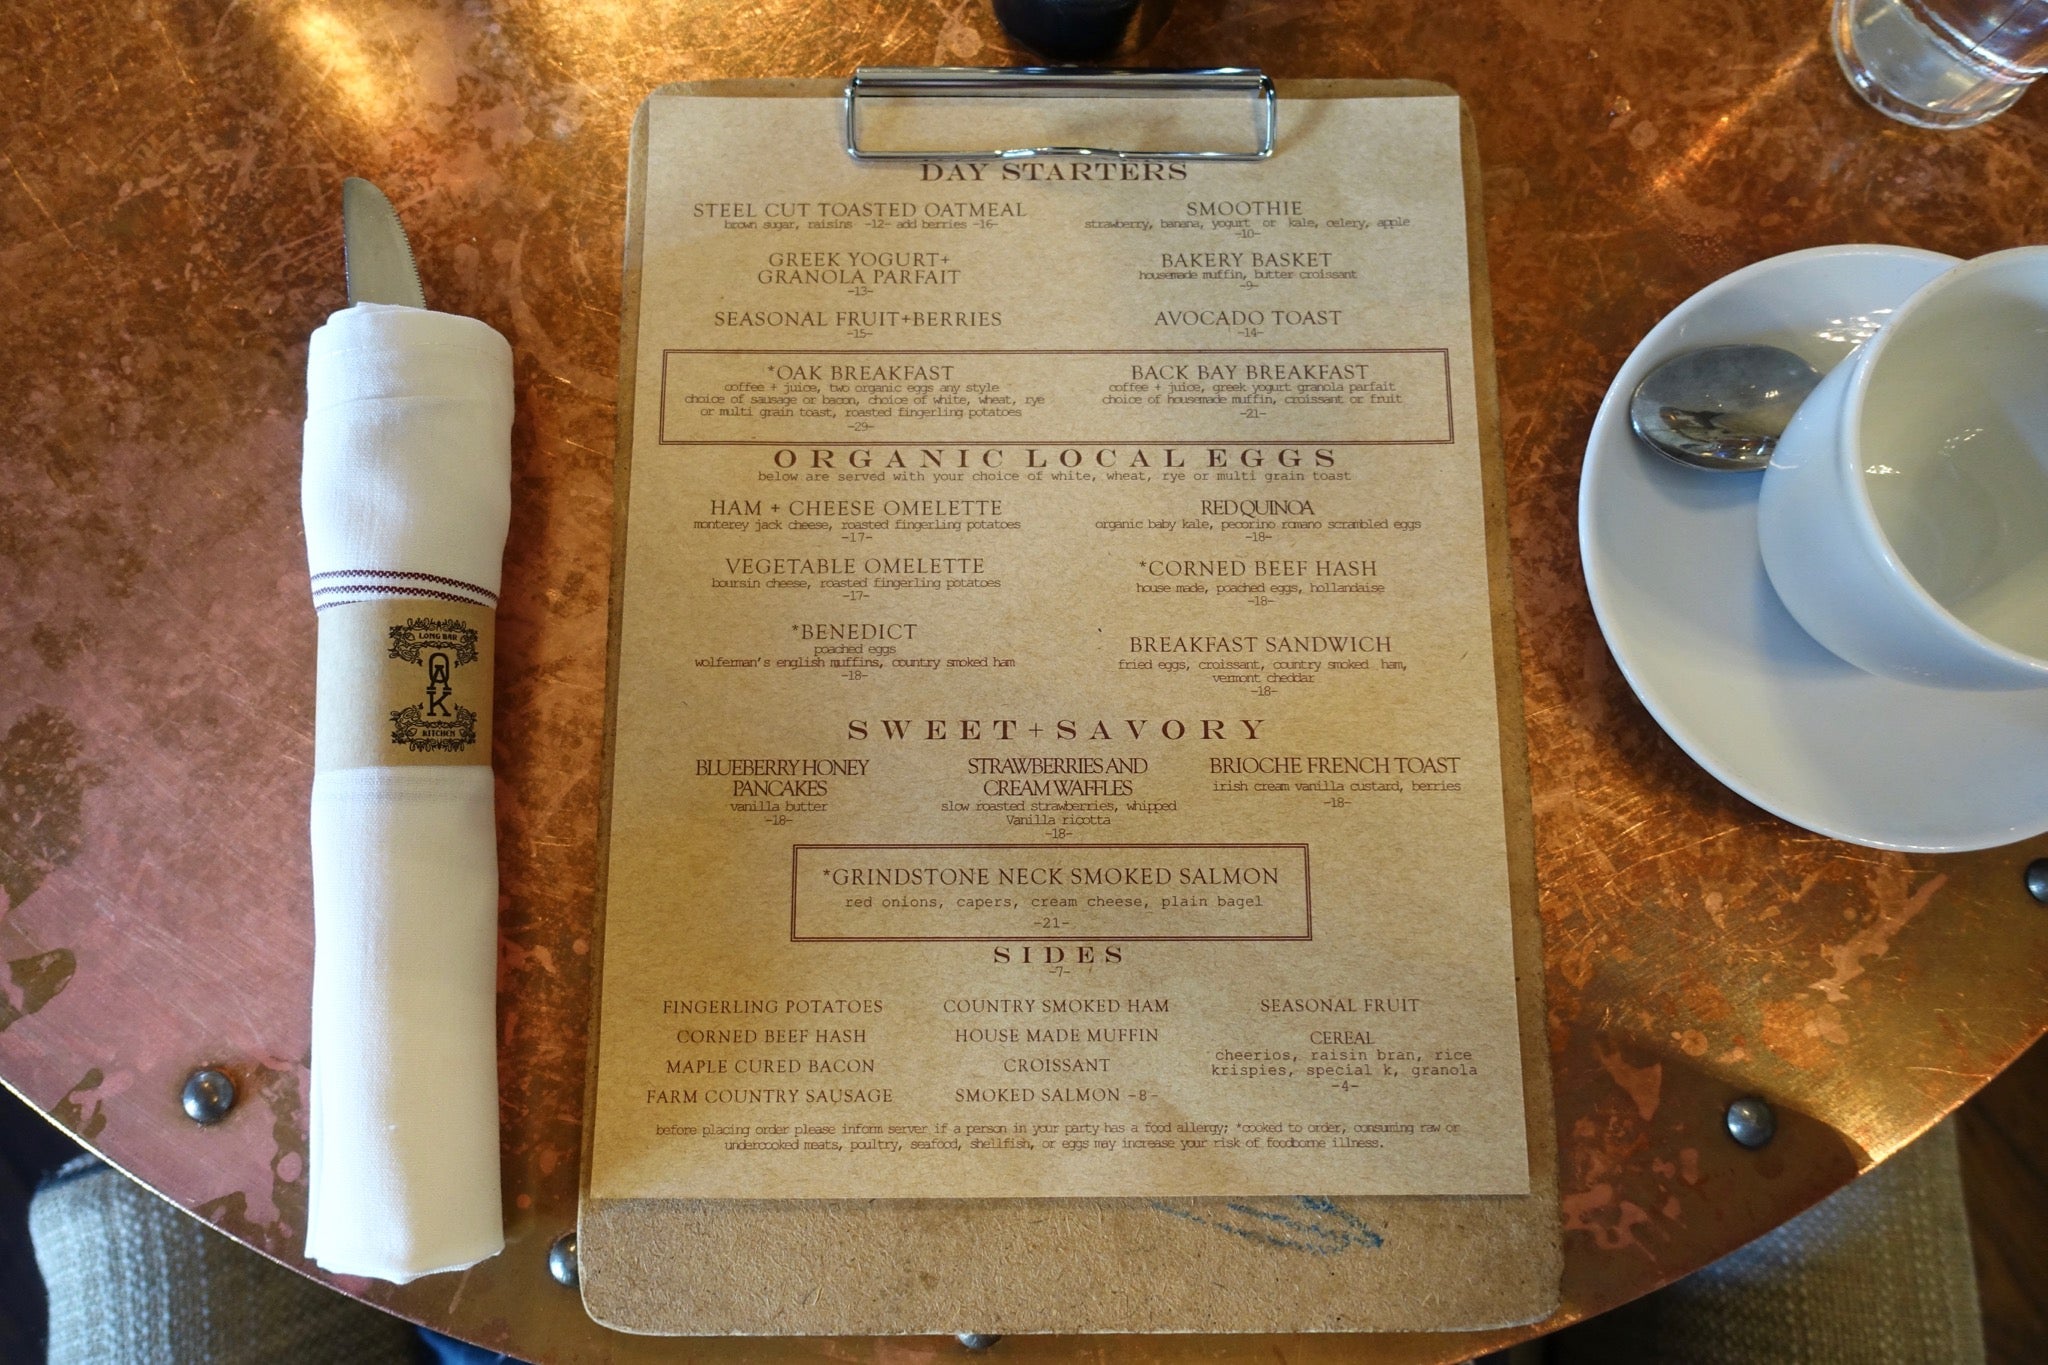 DAY STARTERS
STEEL CUT TOASTED OATMEAL
brown sugar, raisins -12- add berries -16-
SMOOTHIE
strawberry, banana, yogurt or kale, celery, apple
-10-
GREEK YOGURT+
GRANOLA PARFAIT
-13-
BAKERY BASKET
housemade muffin, butter croissant
-9-
SEASONAL FRUIT+BERRIES
-15-
AVOCADO TOAST
-14-
*OAK BREAKFAST
coffee + juice, two organic eggs any style
choice of sausage or bacon, choice of white, wheat, rye
or multi grain toast, roasted fingerling potatoes
-29-
BACK BAY BREAKFAST
coffee + juice, greek yogurt granola parfait
choice of housemade muffin, croissant or fruit
-21-
ORGANIC LOCAL EGGS
below are served with your choice of white, wheat, rye or multi grain toast
HAM + CHEESE OMELETTE
monterey jack cheese, roasted fingerling potatoes
-17-
RED QUINOA
organic baby kale, pecorino romano scrambled eggs
-18-
VEGETABLE OMELETTE
boursin cheese, roasted fingerling potatoes
-17-
*CORNED BEEF HASH
house made, poached eggs, hollandaise
-18-
*BENEDICT
poached eggs
wolferman's english muffins, country smoked ham
-18-
BREAKFAST SANDWICH
fried eggs, croissant, country smoked ham,
vermont cheddar
-18-
SWEET+SAVORY
BLUEBERRY HONEY
PANCAKES
vanilla butter
-18-
STRAWBERRIES AND
CREAM WAFFLES
slow roasted strawberries, whipped
Vanilla ricotta
-18-
BRIOCHE FRENCH TOAST
irish cream vanilla custard, berries
-18-
*GRINDSTONE NECK SMOKED SALMON
red onions, capers, cream cheese, plain bagel
-21-
SIDES
-7-
FINGERLING POTATOES
CORNED BEEF HASH
MAPLE CURED BACON
FARM COUNTRY SAUSAGE
COUNTRY SMOKED HAM
HOUSE MADE MUFFIN
CROISSANT
SMOKED SALMON -8-
SEASONAL FRUIT
CEREAL
cheerios, raisin bran, rice
krispies, special k, granola
-4-
before placing order please inform server if a person in your party has a food allergy; *cooked to order, consuming raw or
undercooked meats, poultry, seafood, shellfish, or eggs may increase your risk of foodborne illness.
LONG BAR
OAK
KITCHEN